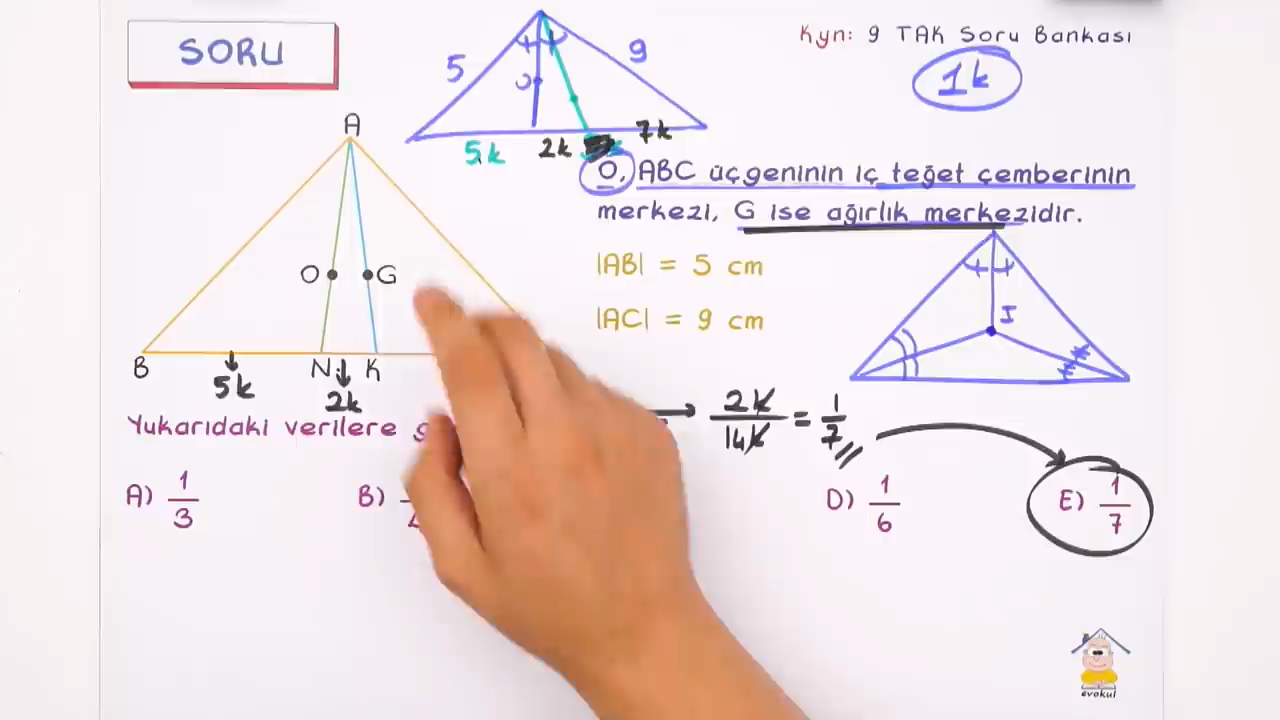 SORU
Kyn: 9 TAK Soru Bankası
1k
5
9
O
5k
2k
7k
O, ABC üçgeninin iç teğet çemberinin
merkezi, G ise ağırlık merkezidir.
|AB| = 5 cm
|AC| = 9 cm
A
O
G
B
N
K
5k
2k
I
Yukarıdaki verilere
2k
14k
= 1
7
A) 1
3
B)
D) 1
6
E) 1
7
evokul